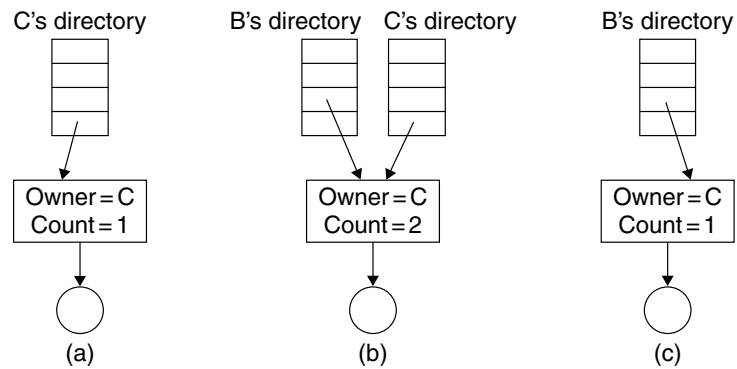 C's directory
B's directory
C's directory
B's directory
Owner = C
Count = 1
Owner = C
Count = 2
Owner = C
Count = 1
(a)
(b)
(c)